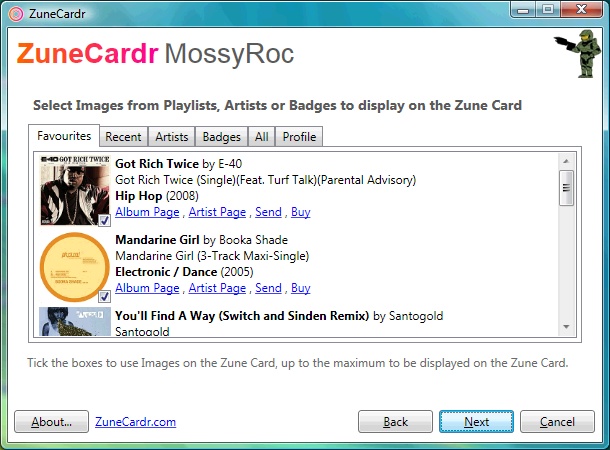 ZuneCardr
ZuneCardr MossyRoc
Select Images from Playlists, Artists or Badges to display on the Zune Card
Favourites Recent Artists Badges All Profile
E-40 GOT RICH TWICE
Got Rich Twice by E-40
Got Rich Twice (Single)(Feat. Turf Talk)(Parental Advisory)
Hip Hop (2008)
Album Page , Artist Page , Send , Buy
Mandarine Girl by Booka Shade
Mandarine Girl (3-Track Maxi-Single)
Electronic / Dance (2005)
Album Page , Artist Page , Send , Buy
You'll Find A Way (Switch and Sinden Remix) by Santogold
Santogold
Tick the boxes to use Images on the Zune Card, up to the maximum to be displayed on the Zune Card.
About... ZuneCardr.com Back Next Cancel